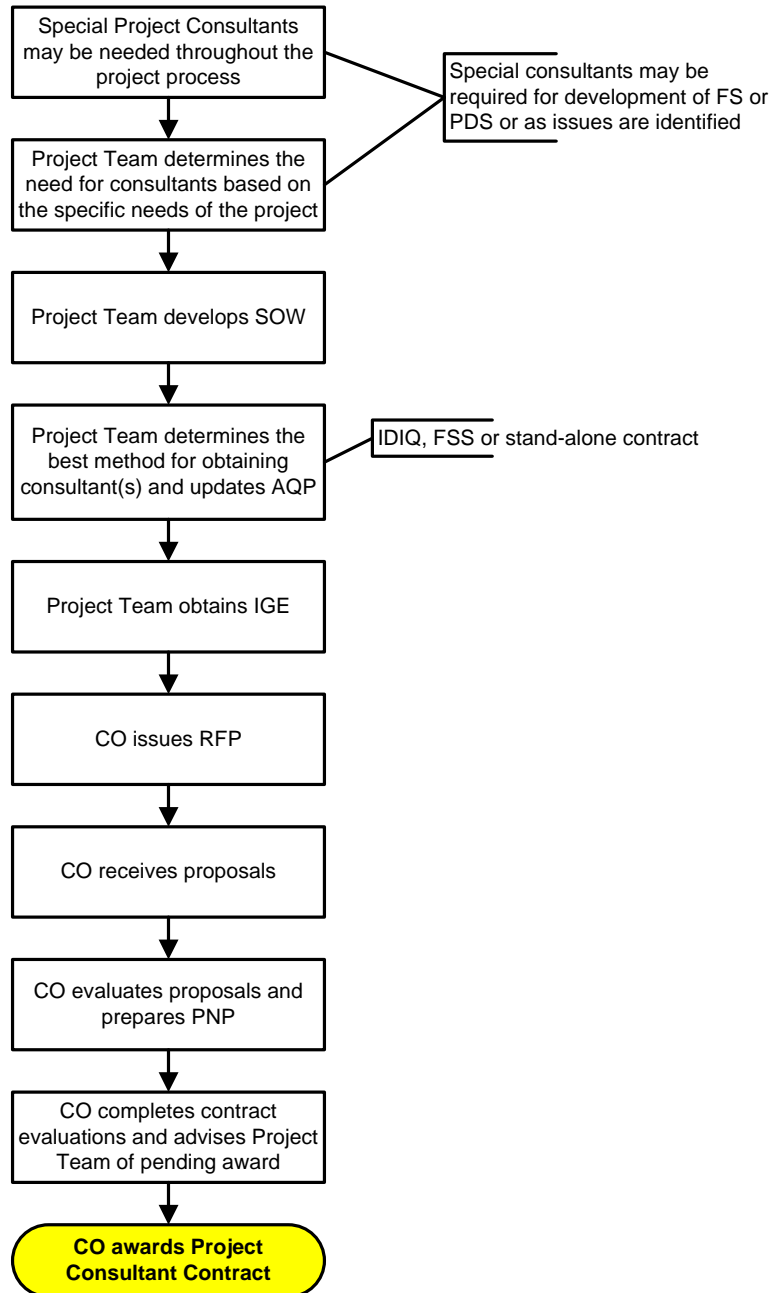 Special Project Consultants
may be needed throughout the
project process
Special consultants may be
required for development of FS or
PDS or as issues are identified
Project Team determines the
need for consultants based on
the specific needs of the project
Project Team develops SOW
Project Team determines the
best method for obtaining
consultant(s) and updates AQP
IDIQ, FSS or stand-alone contract
Project Team obtains IGE
CO issues RFP
CO receives proposals
CO evaluates proposals and
prepares PNP
CO completes contract
evaluations and advises Project
Team of pending award
CO awards Project
Consultant Contract